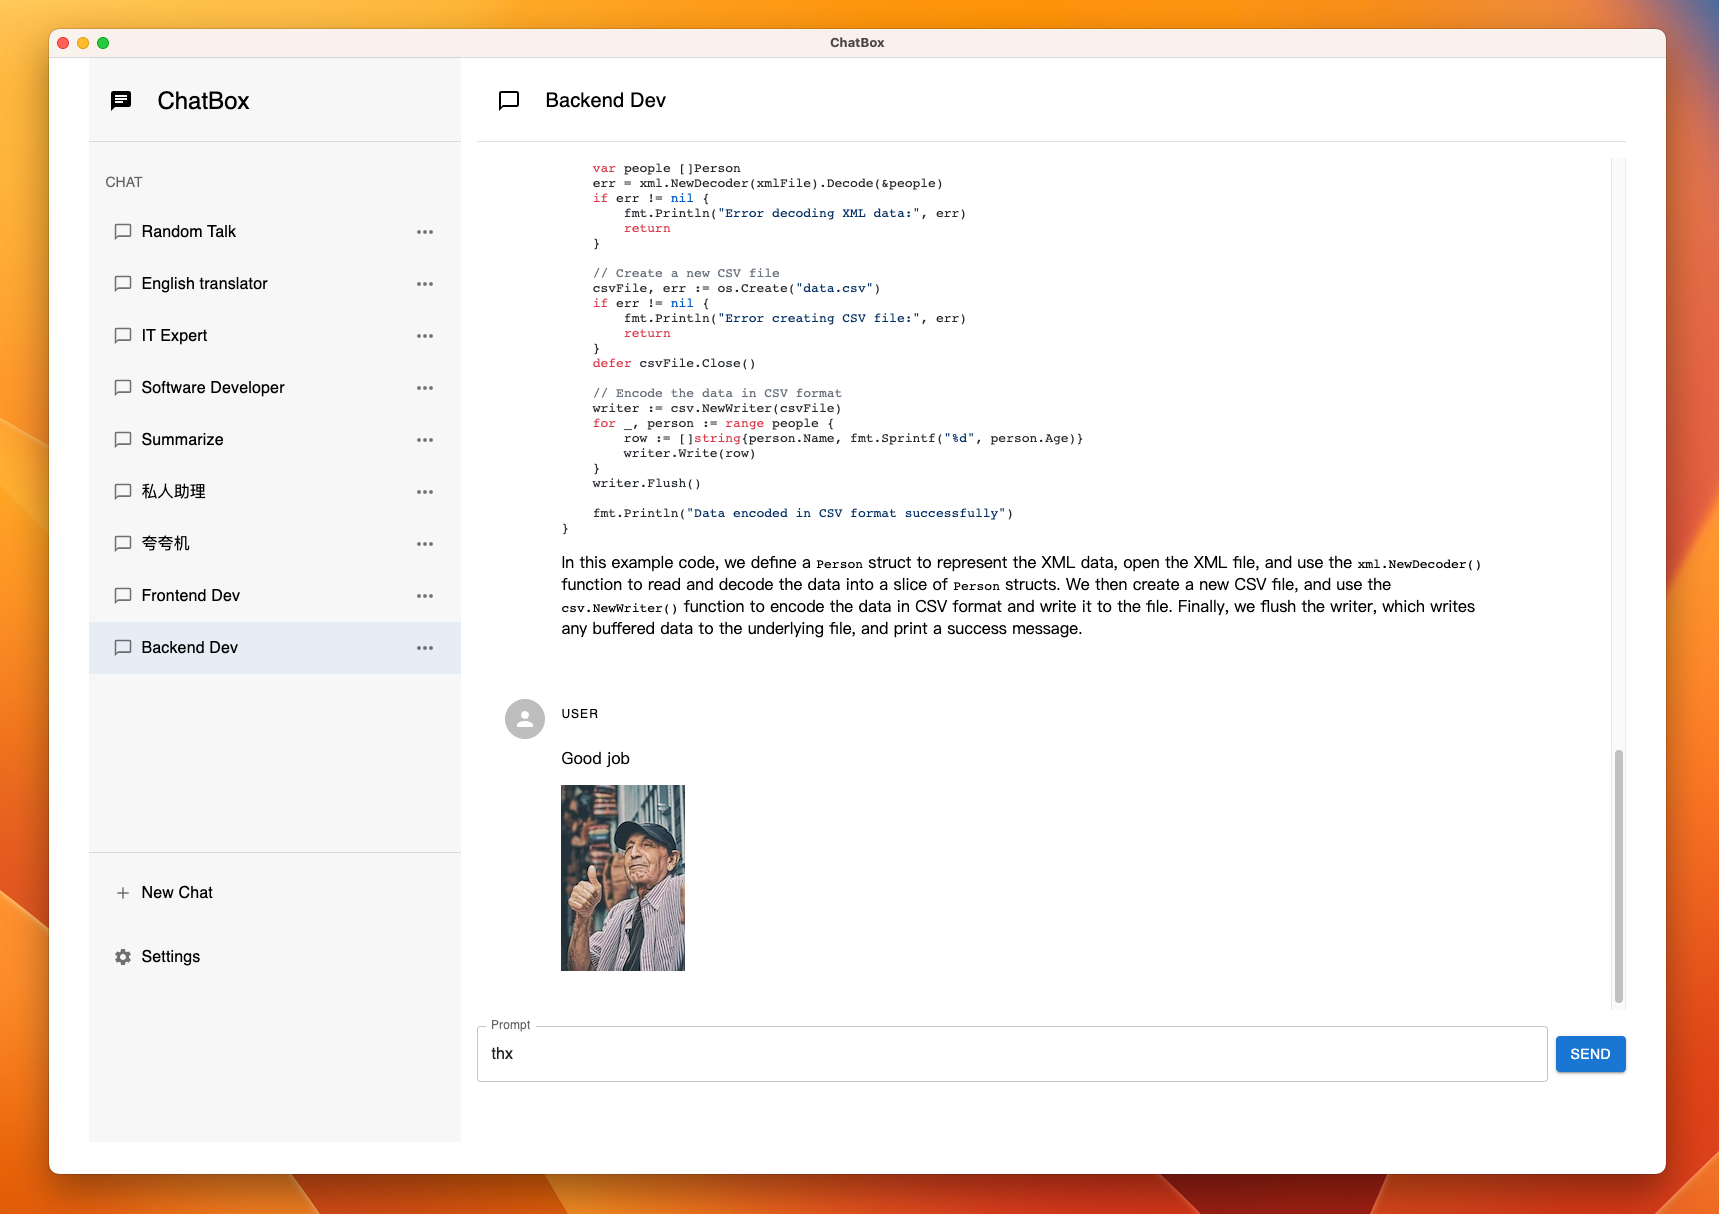 ChatBox
ChatBox
CHAT
Random Talk
English translator
IT Expert
Software Developer
Summarize
私人助理
夸夸机
Frontend Dev
Backend Dev
New Chat
Settings
Backend Dev
    var people []Person
    err = xml.NewDecoder(xmlFile).Decode(&people)
    if err != nil {
        fmt.Println("Error decoding XML data:", err)
        return
    }
    // Create a new CSV file
    csvFile, err := os.Create("data.csv")
    if err != nil {
        fmt.Println("Error creating CSV file:", err)
        return
    }
    defer csvFile.Close()
    // Encode the data in CSV format
    writer := csv.NewWriter(csvFile)
    for _, person := range people {
        row := []string{person.Name, fmt.Sprintf("%d", person.Age)}
        writer.Write(row)
    }
    writer.Flush()
    fmt.Println("Data encoded in CSV format successfully")
}
In this example code, we define a Person struct to represent the XML data, open the XML file, and use the xml.NewDecoder()
function to read and decode the data into a slice of Person structs. We then create a new CSV file, and use the
csv.NewWriter() function to encode the data in CSV format and write it to the file. Finally, we flush the writer, which writes
any buffered data to the underlying file, and print a success message.
USER
Good job
Prompt
thx
SEND